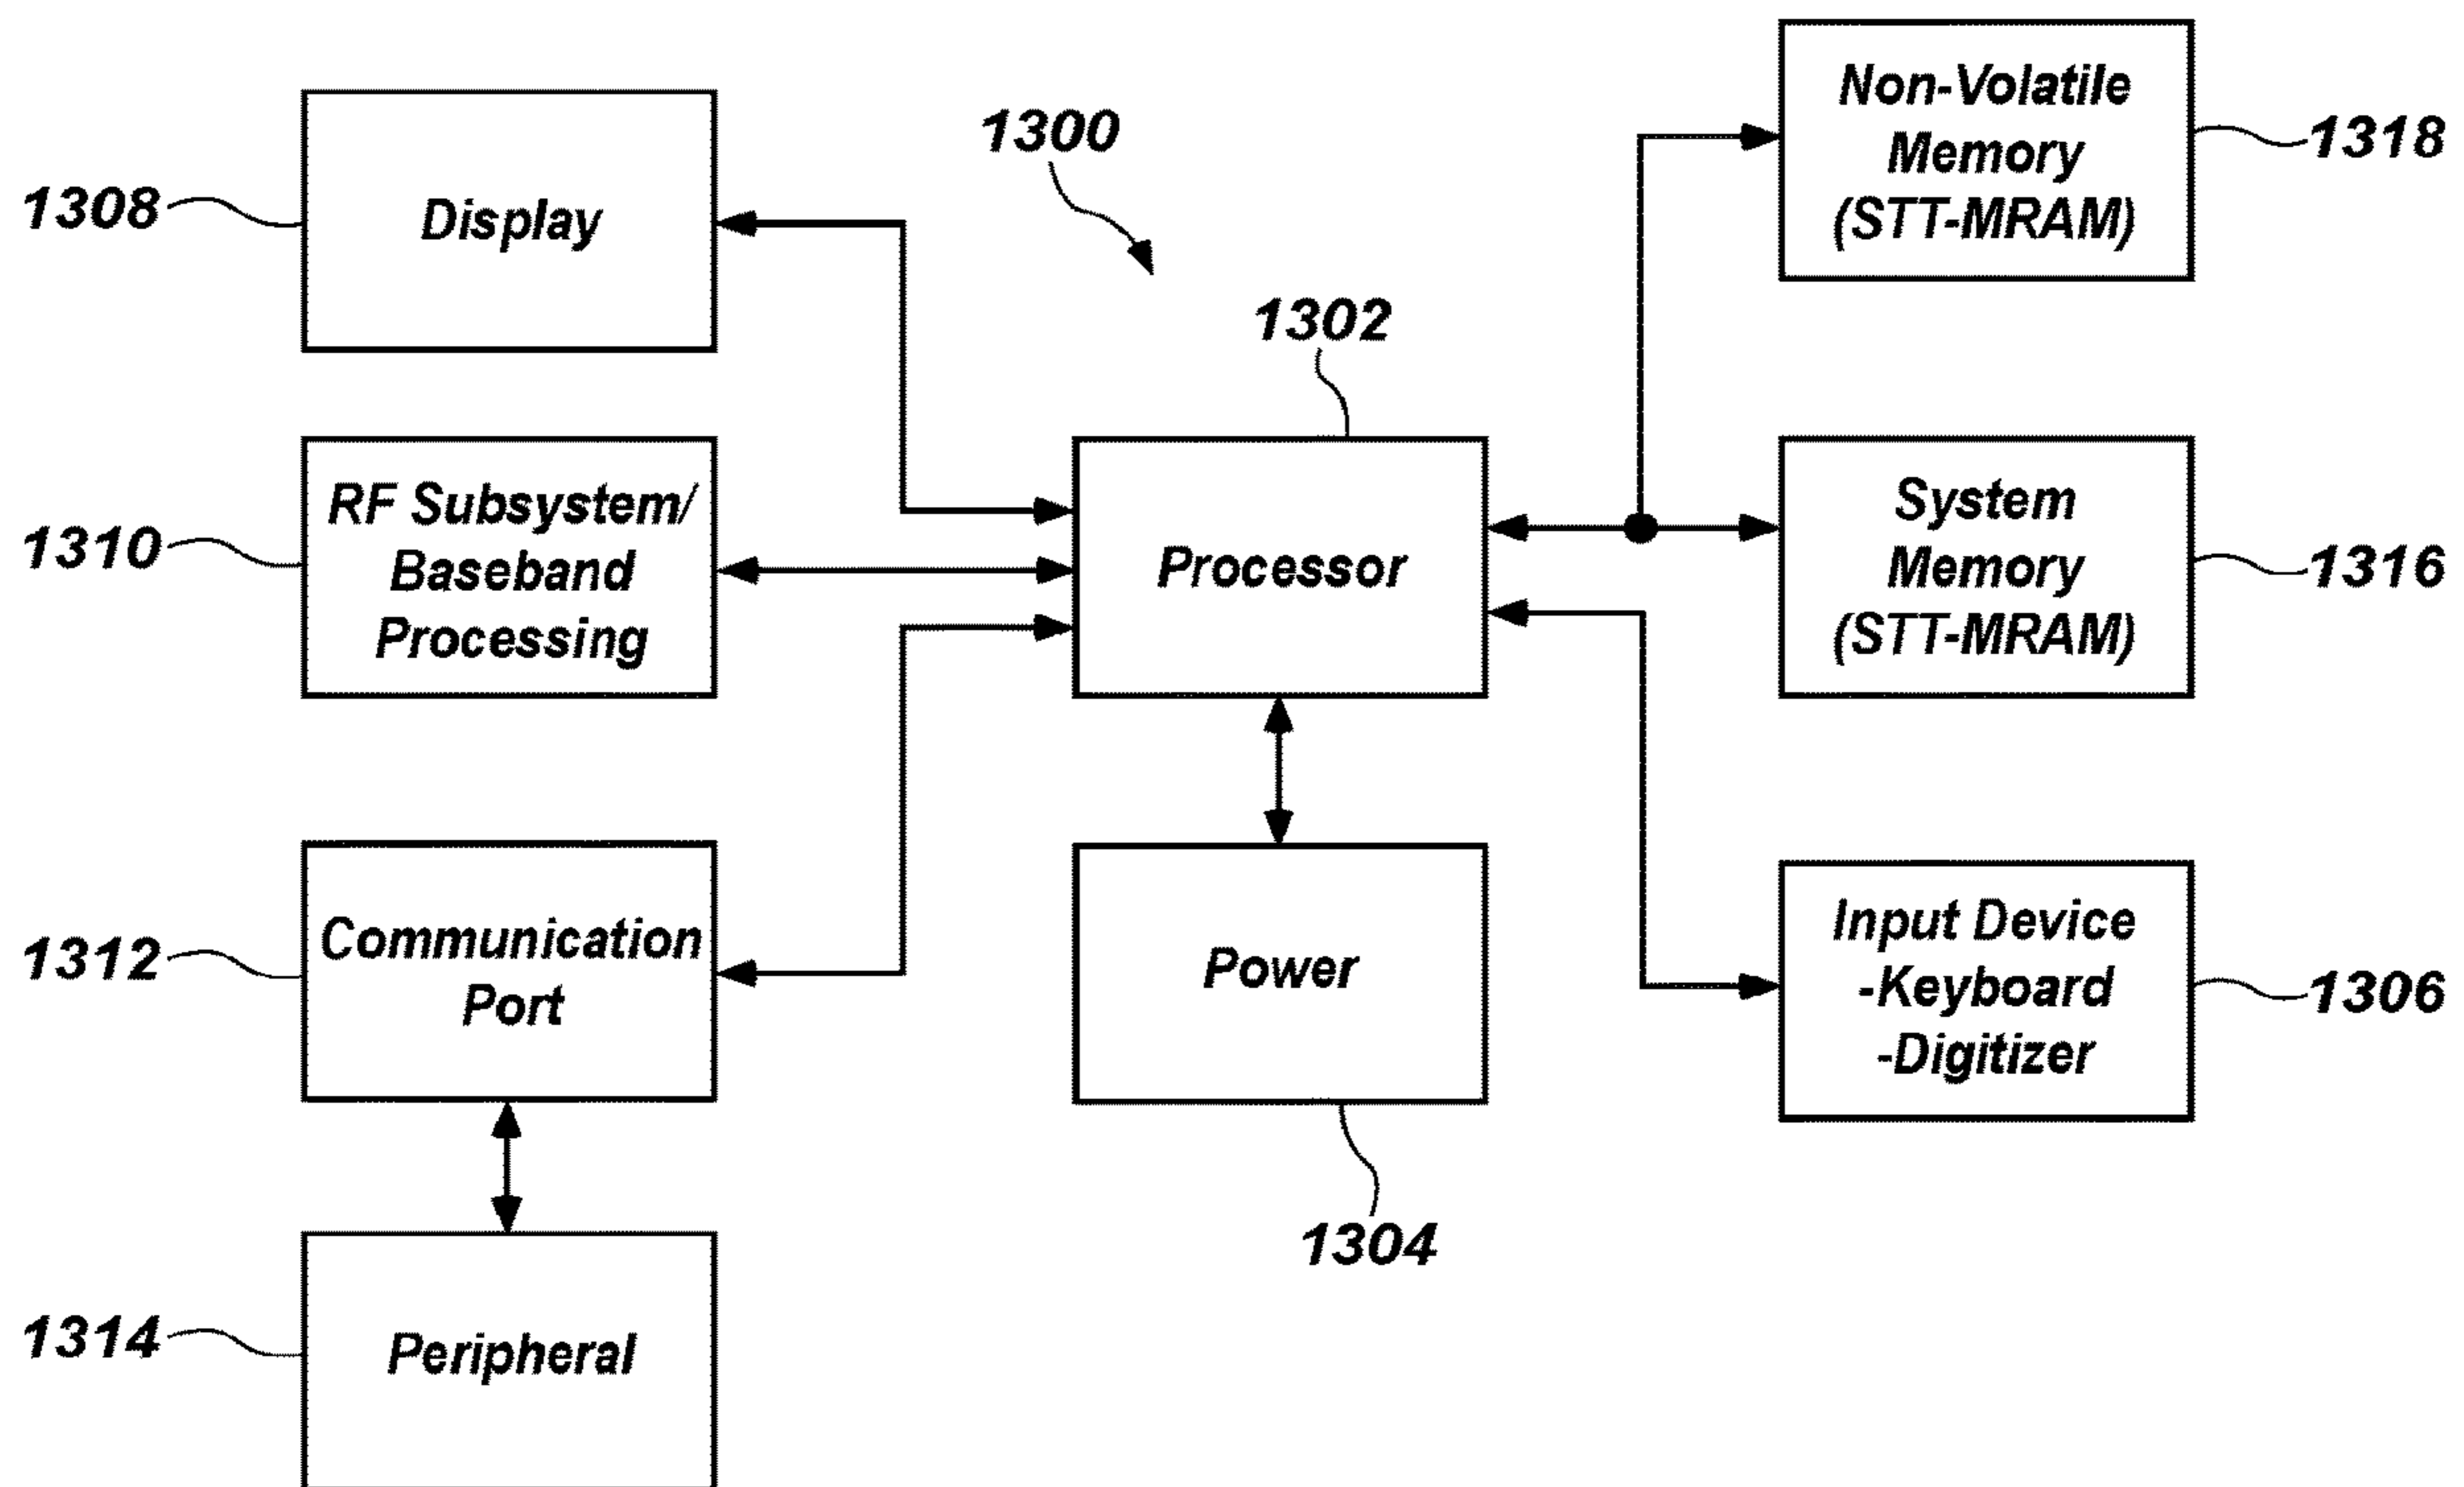 1300
1308
Display
1302
Non-Volatile
Memory
(STT-MRAM)
1318
1310
RF Subsystem/
Baseband
Processing
Processor
System
Memory
(STT-MRAM)
1316
1312
Communication
Port
Power
1304
Input Device
-Keyboard
-Digitizer
1306
1314
Peripheral